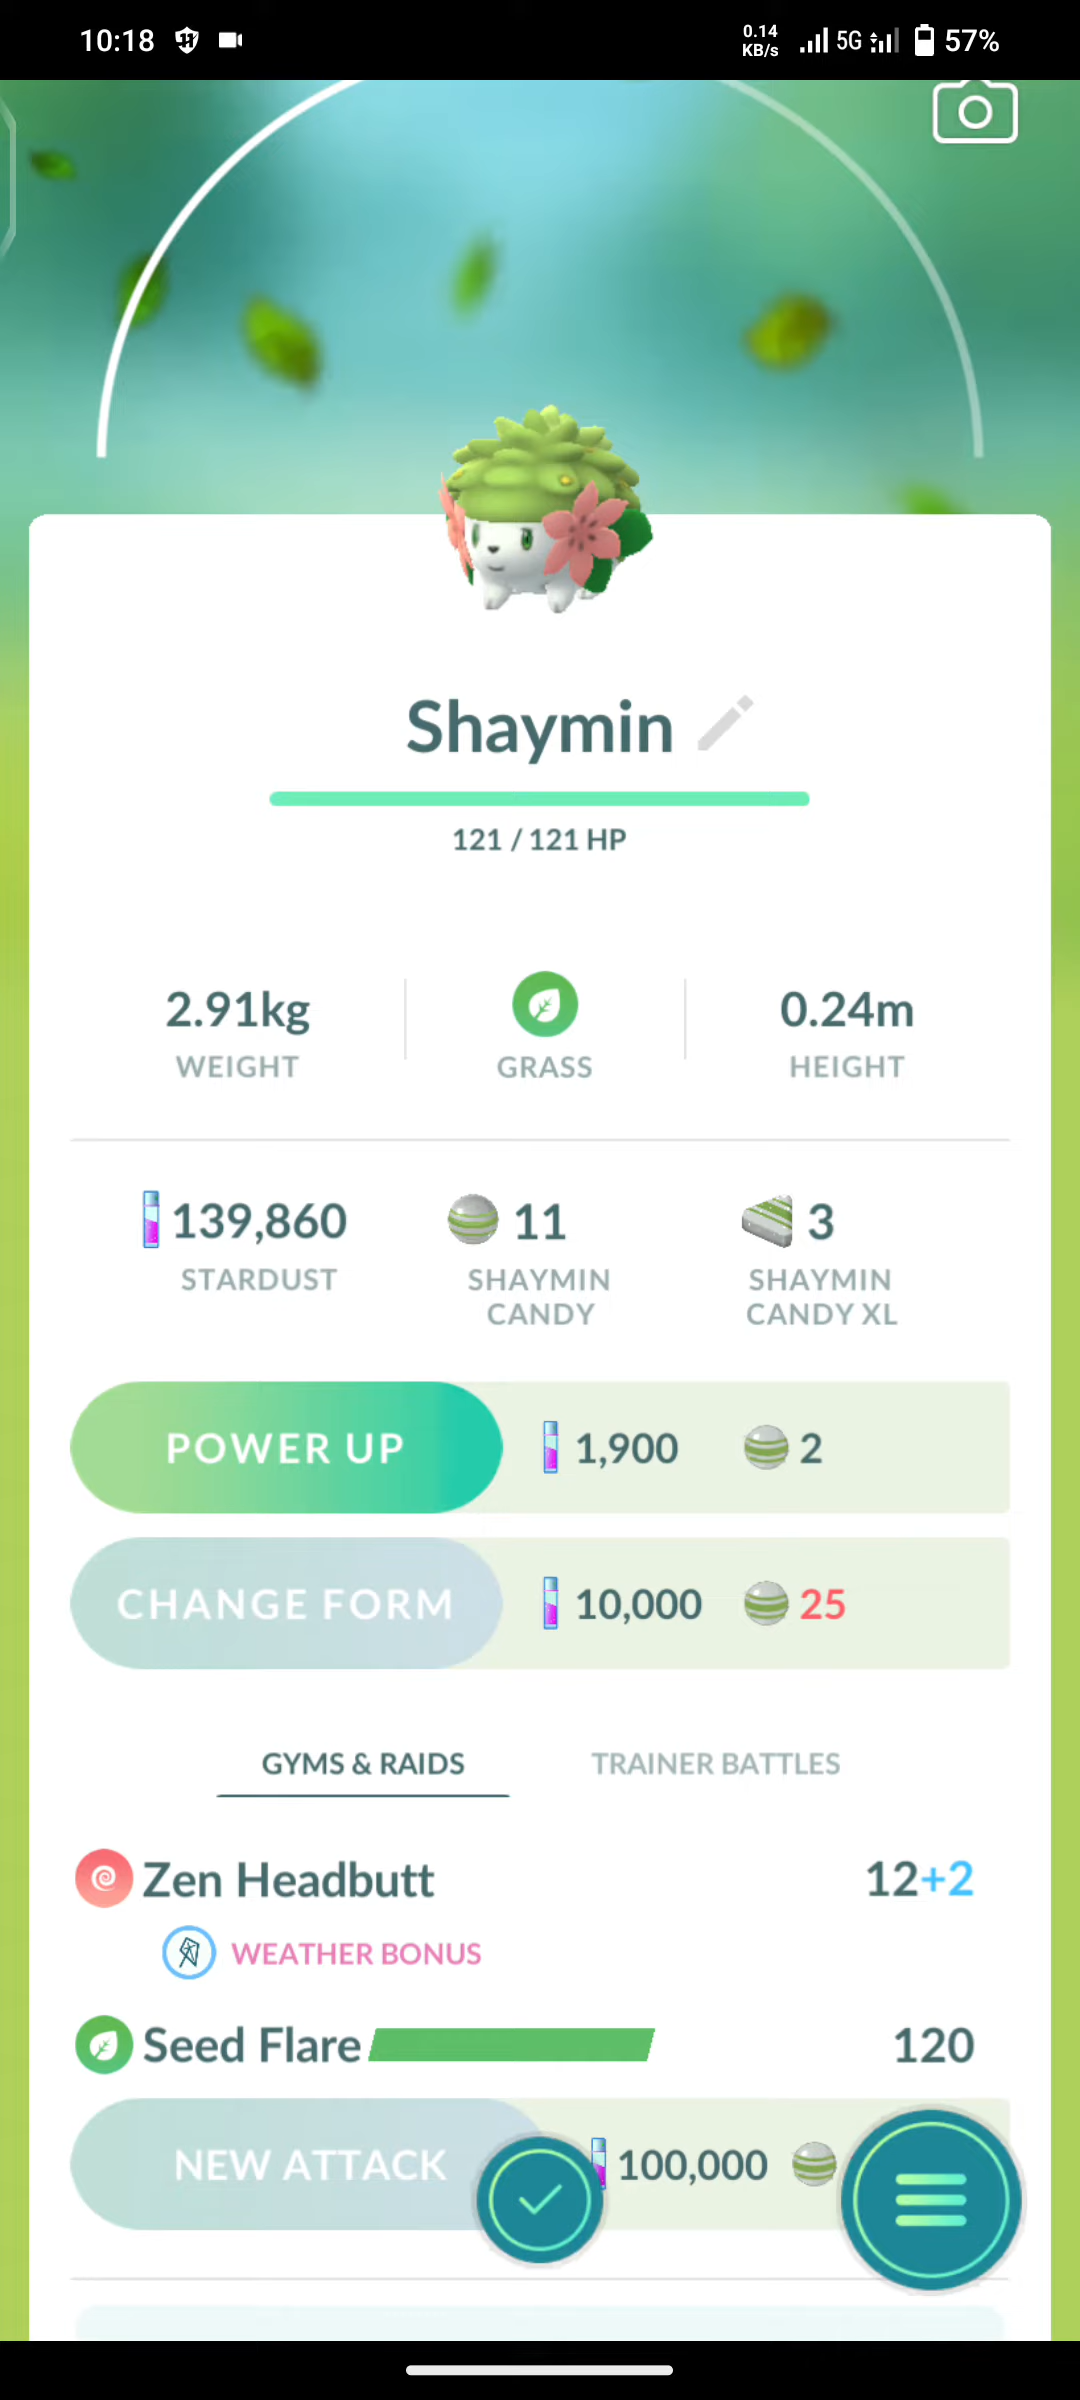 10:18 0.14 KB/s 5G 57%
Shaymin
121 / 121 HP
2.91kg GRASS 0.24m
WEIGHT HEIGHT
139,860 11 3
STARDUST SHAYMIN CANDY SHAYMIN CANDY XL
POWER UP 1,900 2
CHANGE FORM 10,000 25
GYMS & RAIDS TRAINER BATTLES
Zen Headbutt 12+2
WEATHER BONUS
Seed Flare 120
NEW ATTACK 100,000